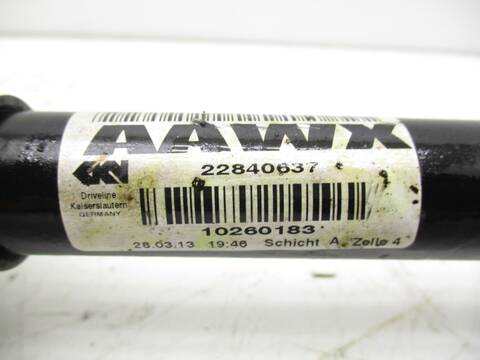 AAWX
22840637
GKN
Driveline
Kaiserslautern
GERMANY
10260183
28.03.13 19:46 Schicht A, Zelle 4